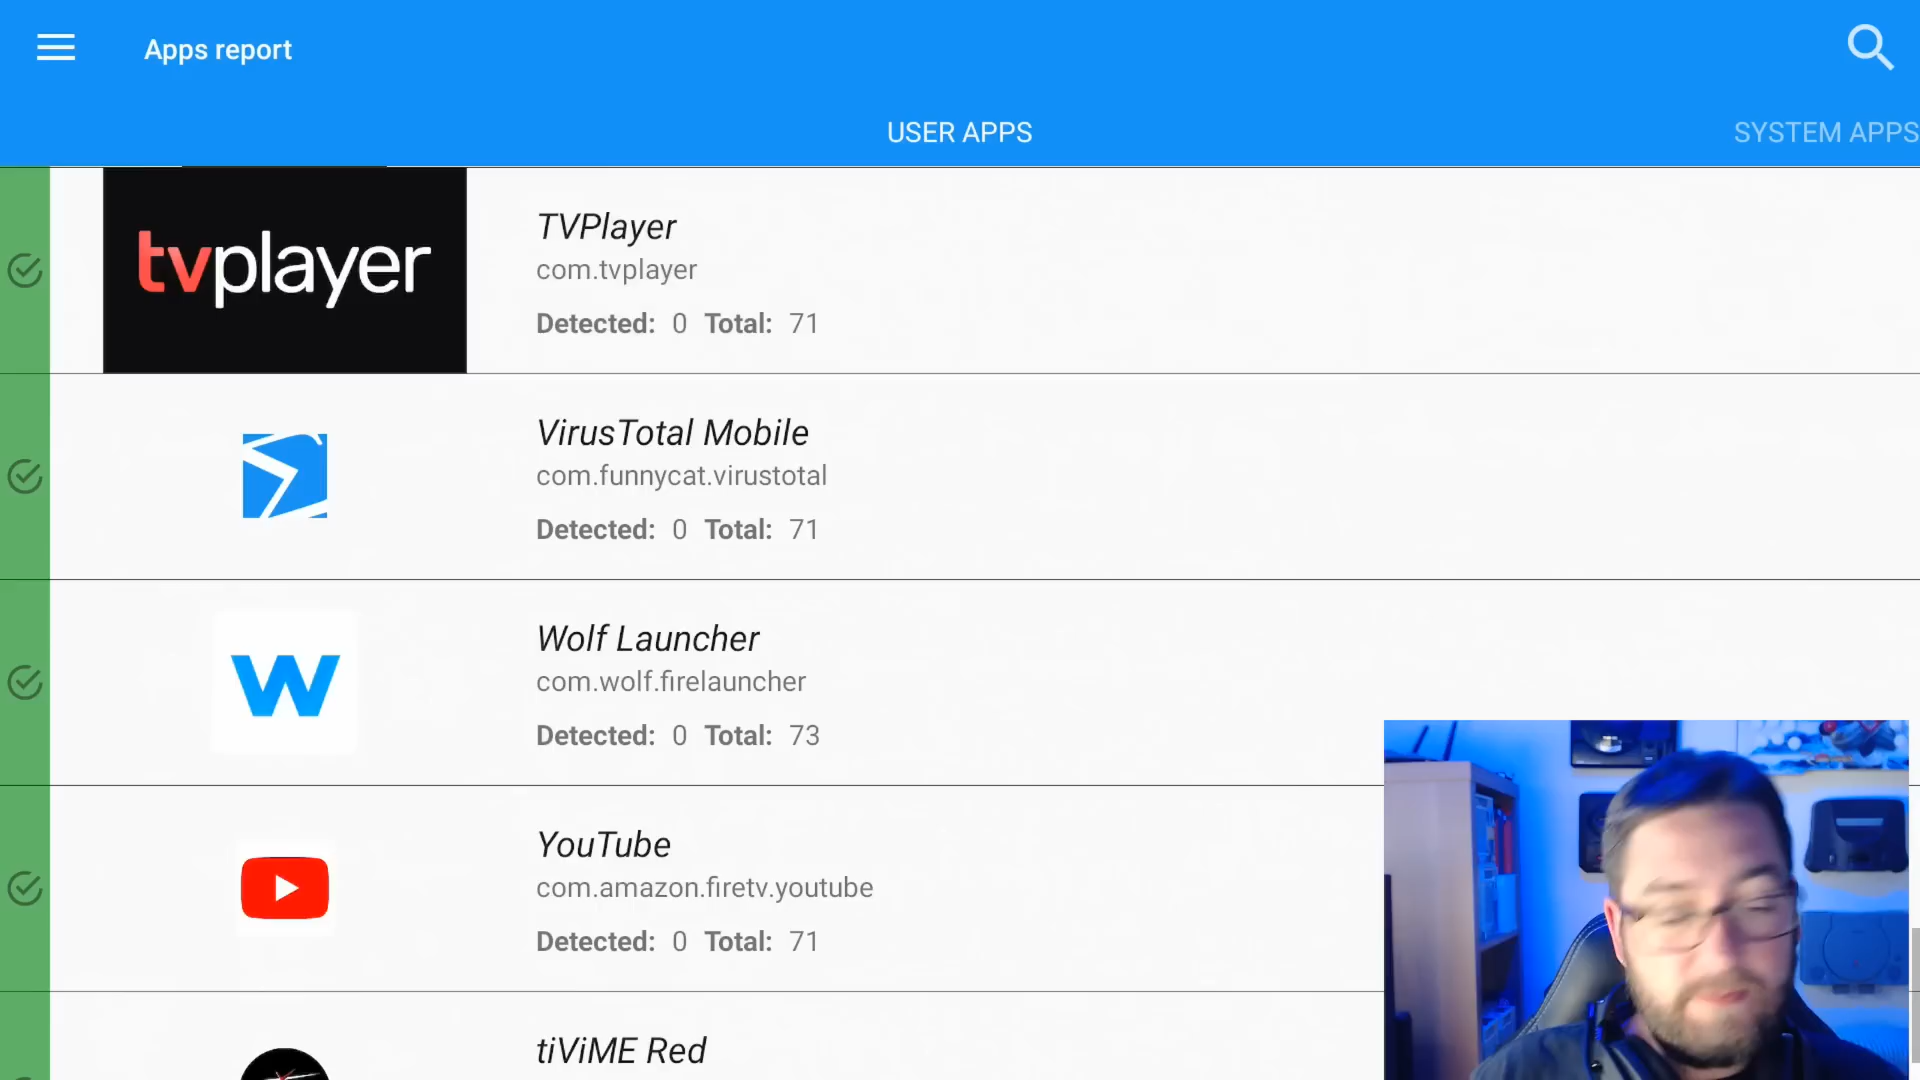 Apps report
USER APPS
SYSTEM APPS
tvplayer
TVPlayer
com.tvplayer
Detected: 0 Total: 71
VirusTotal Mobile
com.funnycat.virustotal
Detected: 0 Total: 71
W
Wolf Launcher
com.wolf.firelauncher
Detected: 0 Total: 73
YouTube
com.amazon.firetv.youtube
Detected: 0 Total: 71
tiViME Red